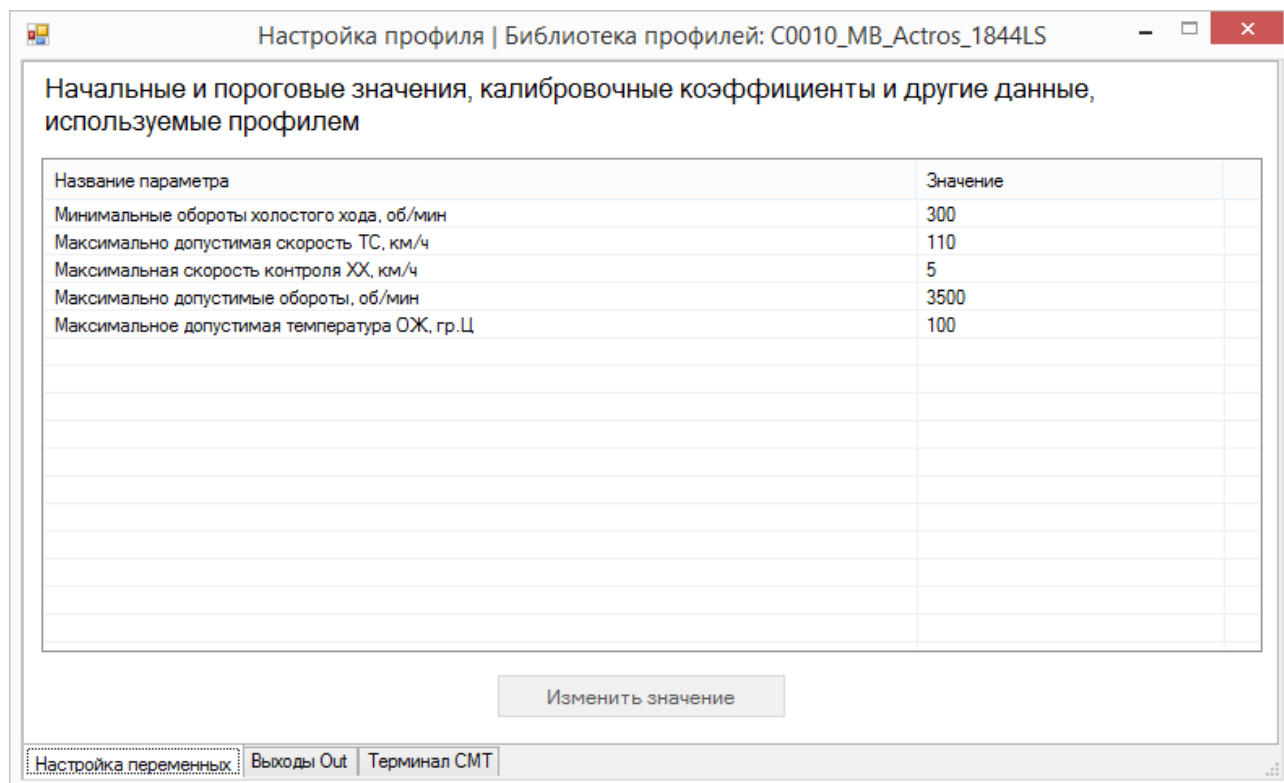 Настройка профиля | Библиотека профилей: C0010_MB_Actros_1844LS
Начальные и пороговые значения, калибровочные коэффициенты и другие данные,
используемые профилем
Название параметра Значение
Минимальные обороты холостого хода, об/мин 300
Максимально допустимая скорость ТС, км/ч 110
Максимальная скорость контроля ХХ, км/ч 5
Максимально допустимые обороты, об/мин 3500
Максимальное допустимая температура ОЖ, гр.Ц 100
Изменить значение
Настройка переменных Выходы Out Терминал СМТ